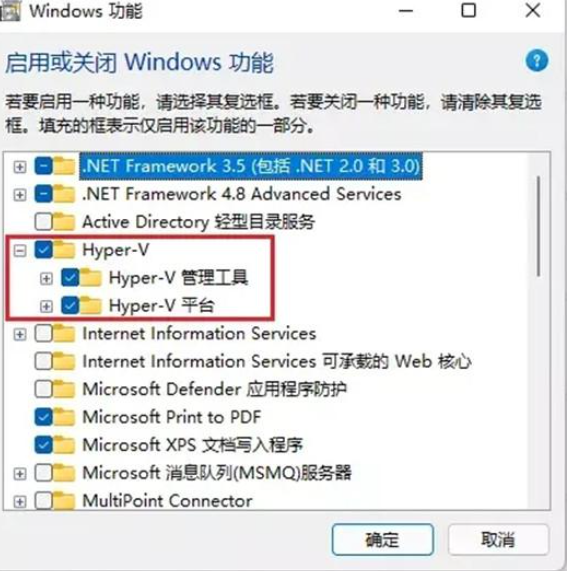 Windows 功能
启用或关闭 Windows 功能
?
若要启用一种功能，请选择其复选框。若要关闭一种功能，请清除其复选
框。填充的框表示仅启用该功能的一部分。
.NET Framework 3.5 (包括 .NET 2.0 和 3.0)
.NET Framework 4.8 Advanced Services
Active Directory 轻型目录服务
Hyper-V
Hyper-V 管理工具
Hyper-V 平台
Internet Information Services
Internet Information Services 可承载的 Web 核心
Microsoft Defender 应用程序防护
Microsoft Print to PDF
Microsoft XPS 文档写入程序
Microsoft 消息队列(MSMQ)服务器
MultiPoint Connector
确定
取消